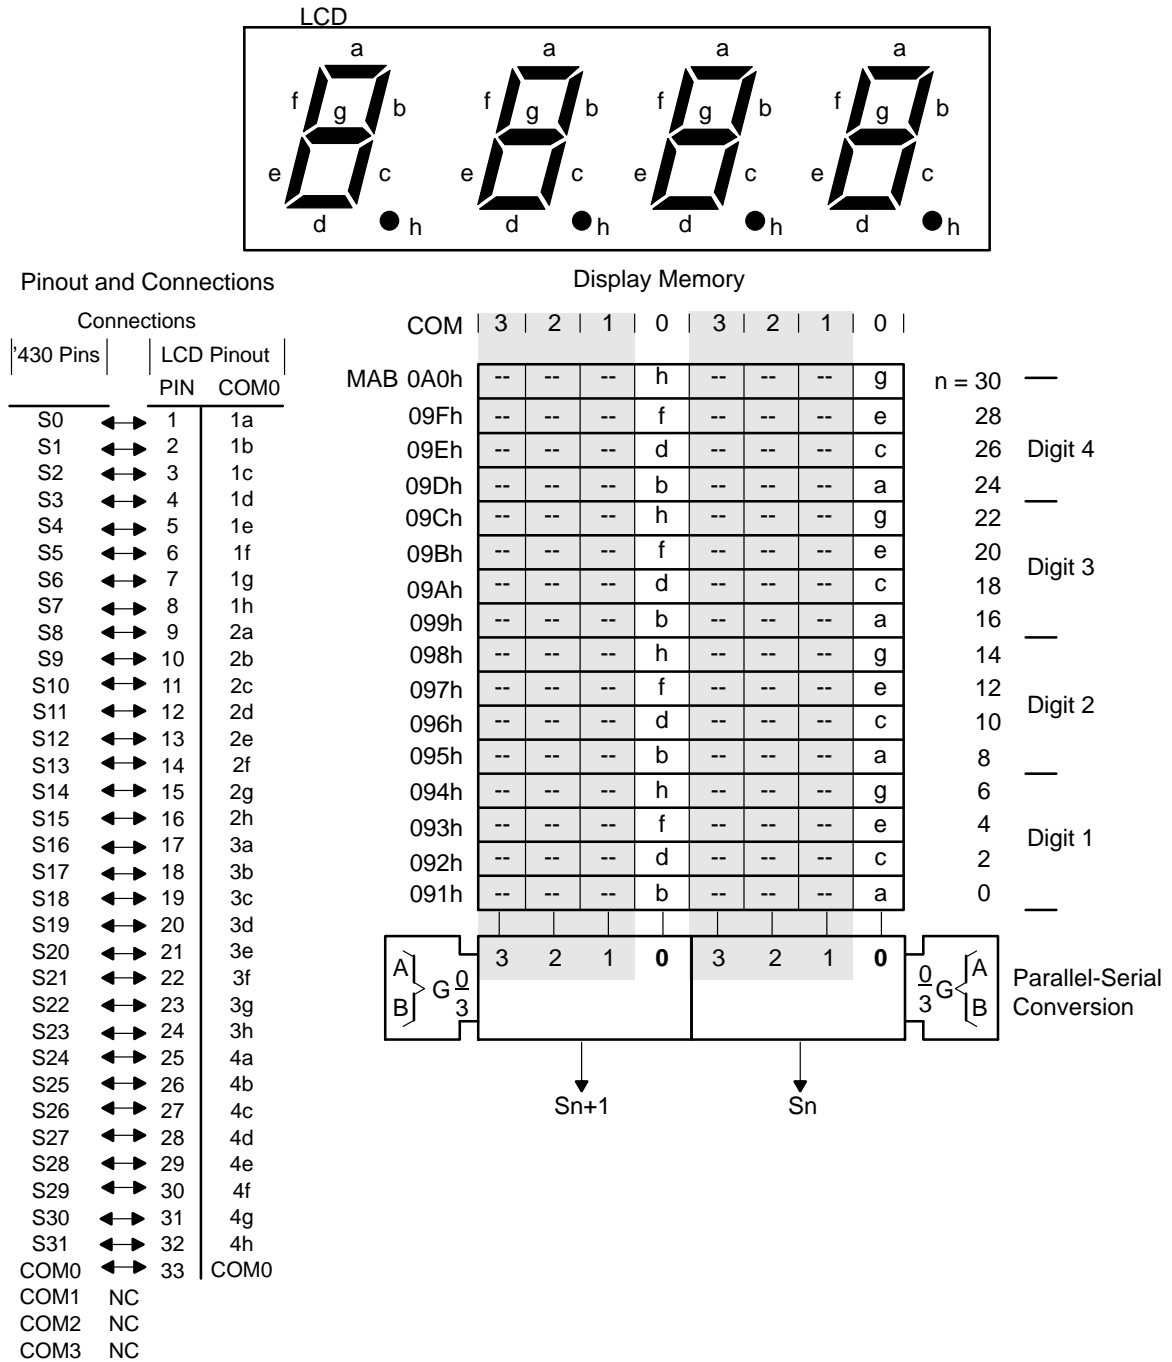 LCD
a a a a
f g b f g b f g b f g b
e c e c e c e c
d h d h d h d h
Pinout and Connections
Connections
'430 Pins LCD Pinout
PIN COM0
S0 1 1a
S1 2 1b
S2 3 1c
S3 4 1d
S4 5 1e
S5 6 1f
S6 7 1g
S7 8 1h
S8 9 2a
S9 10 2b
S10 11 2c
S11 12 2d
S12 13 2e
S13 14 2f
S14 15 2g
S15 16 2h
S16 17 3a
S17 18 3b
S18 19 3c
S19 20 3d
S20 21 3e
S21 22 3f
S22 23 3g
S23 24 3h
S24 25 4a
S25 26 4b
S26 27 4c
S27 28 4d
S28 29 4e
S29 30 4f
S30 31 4g
S31 32 4h
COM0 33 COM0
COM1 NC
COM2 NC
COM3 NC
Display Memory
COM 3 2 1 0 3 2 1 0
MAB 0A0h -- -- -- h -- -- -- g n = 30
09Fh -- -- -- f -- -- -- e 28
09Eh -- -- -- d -- -- -- c 26 Digit 4
09Dh -- -- -- b -- -- -- a 24
09Ch -- -- -- h -- -- -- g 22
09Bh -- -- -- f -- -- -- e 20 Digit 3
09Ah -- -- -- d -- -- -- c 18
099h -- -- -- b -- -- -- a 16
098h -- -- -- h -- -- -- g 14
097h -- -- -- f -- -- -- e 12 Digit 2
096h -- -- -- d -- -- -- c 10
095h -- -- -- b -- -- -- a 8
094h -- -- -- h -- -- -- g 6
093h -- -- -- f -- -- -- e 4 Digit 1
092h -- -- -- d -- -- -- c 2
091h -- -- -- b -- -- -- a 0
A B G 0 3 3 2 1 0 3 2 1 0 0 3 G A B
Parallel-Serial
Conversion
Sn+1 Sn